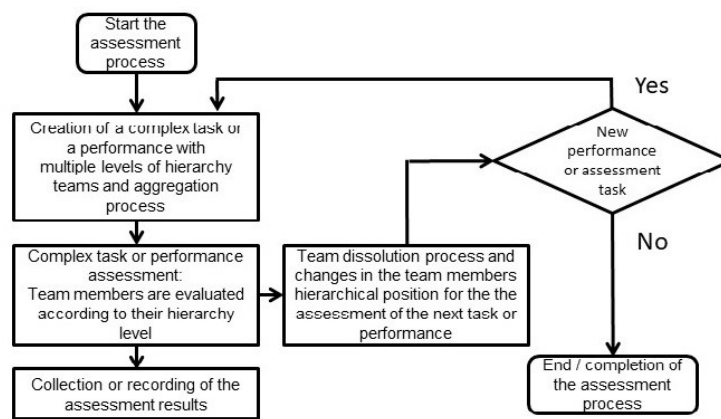 Start the
assessment
process
Yes
Creation of a complex task or
a performance with
multiple levels of hierarchy
teams and aggregation
process
New
performance
or assessment
task
No
Complex task or performance
assessment:
Team members are evaluated
according to their hierarchy
level
Team dissolution process and
changes in the team members
hierarchical position for the the
assessment of the next task or
performance
Collection or recording of the
assessment results
End / completion of
the assessment
process